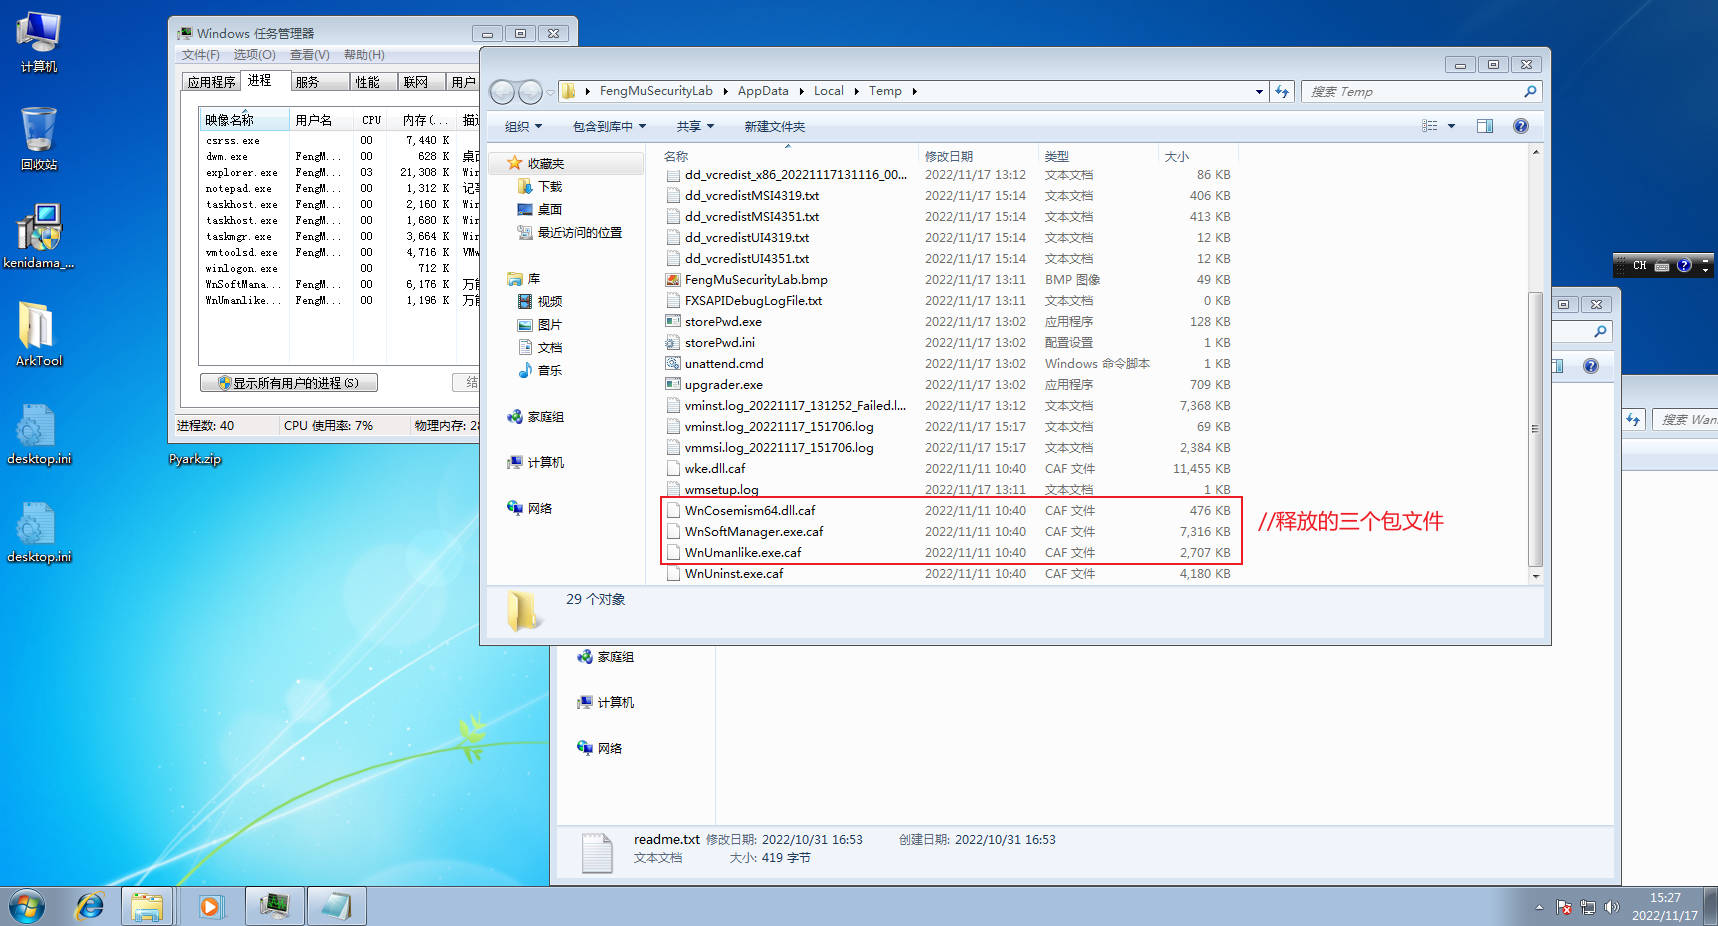 计算机
回收站
kenidama_...
ArkTool
desktop.ini
desktop.ini
Pyark.zip
Windows 任务管理器
文件(F) 选项(O) 查看(V) 帮助(H)
应用程序 进程 服务 性能 联网 用户
映像名称 用户名 CPU 内存(... 描述
csrss.exe 00 7,440 K
dwm.exe FengM... 00 628 K 桌面
explorer.exe FengM... 03 21,308 K Win
notepad.exe FengM... 00 1,312 K 记事
taskhost.exe FengM... 00 2,160 K Win
taskhost.exe FengM... 00 1,680 K Win
taskmgr.exe FengM... 00 3,664 K Win
vmtoolsd.exe FengM... 00 4,716 K VMw
winlogon.exe 00 712 K
WnSoftMana... FengM... 00 6,176 K 万能
WnUmanlike... FengM... 00 1,196 K 万能
显示所有用户的进程(S) 结
进程数: 40 CPU 使用率: 7% 物理内存: 28
FengMuSecurityLab AppData Local Temp 搜索 Temp
组织 包含到库中 共享 新建文件夹
收藏夹
下载
桌面
最近访问的位置
库
视频
图片
文档
音乐
家庭组
计算机
网络
名称 修改日期 类型 大小
dd_vcredist_x86_20221117131116_00... 2022/11/17 13:12 文本文档 86 KB
dd_vcredistMSI4319.txt 2022/11/17 15:14 文本文档 406 KB
dd_vcredistMSI4351.txt 2022/11/17 15:14 文本文档 413 KB
dd_vcredistUI4319.txt 2022/11/17 15:14 文本文档 12 KB
dd_vcredistUI4351.txt 2022/11/17 15:14 文本文档 12 KB
FengMuSecurityLab.bmp 2022/11/17 13:11 BMP 图像 49 KB
FXSAPIDebugLogFile.txt 2022/11/17 13:11 文本文档 0 KB
storePwd.exe 2022/11/17 13:02 应用程序 128 KB
storePwd.ini 2022/11/17 13:02 配置设置 1 KB
unattend.cmd 2022/11/17 13:02 Windows 命令脚本 1 KB
upgrader.exe 2022/11/17 13:02 应用程序 709 KB
vminst.log_20221117_131252_Failed.l... 2022/11/17 13:12 文本文档 7,368 KB
vminst.log_20221117_151706.log 2022/11/17 15:17 文本文档 69 KB
vmmsi.log_20221117_151706.log 2022/11/17 15:17 文本文档 2,384 KB
wke.dll.caf 2022/11/11 10:40 CAF 文件 11,455 KB
wmsetup.log 2022/11/17 13:11 文本文档 1 KB
WnCosemism64.dll.caf 2022/11/11 10:40 CAF 文件 476 KB
WnSoftManager.exe.caf 2022/11/11 10:40 CAF 文件 7,316 KB
WnUmanlike.exe.caf 2022/11/11 10:40 CAF 文件 2,707 KB
WnUninst.exe.caf 2022/11/11 10:40 CAF 文件 4,180 KB
//释放的三个包文件
29 个对象
CH
搜索 Wan
家庭组
计算机
网络
readme.txt 修改日期: 2022/10/31 16:53 创建日期: 2022/10/31 16:53
文本文档 大小: 419 字节
15:27
2022/11/17